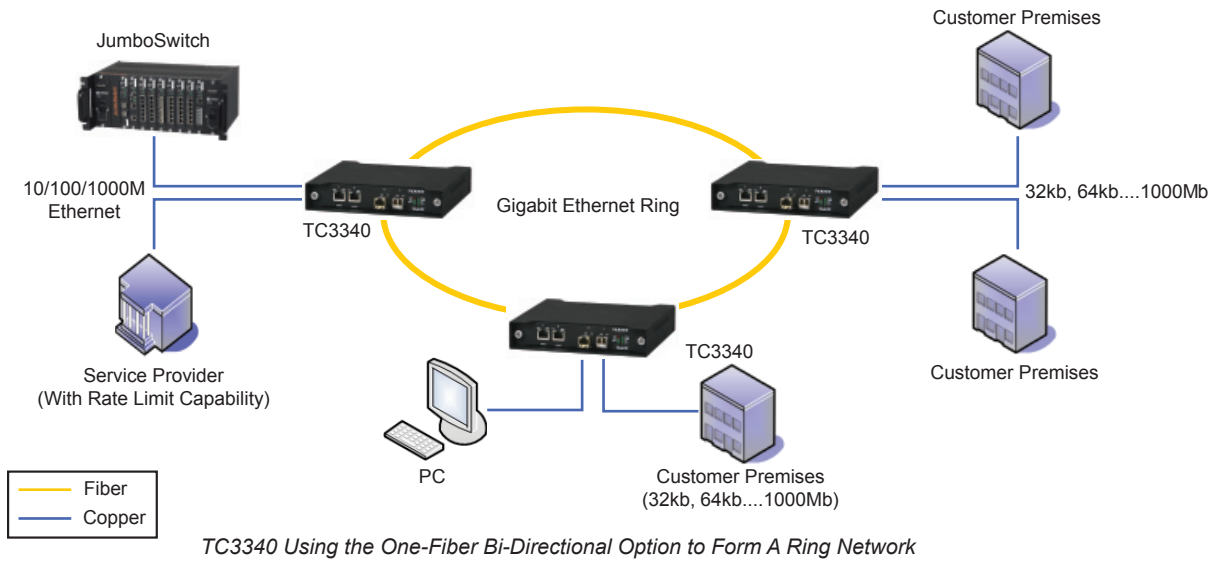 Customer Premises
JumboSwitch
10/100/1000M
Ethernet
TC3340
Gigabit Ethernet Ring
TC3340
32kb, 64kb....1000Mb
Service Provider
(With Rate Limit Capability)
TC3340
Customer Premises
PC
Customer Premises
(32kb, 64kb....1000Mb)
Fiber
Copper
TC3340 Using the One-Fiber Bi-Directional Option to Form A Ring Network